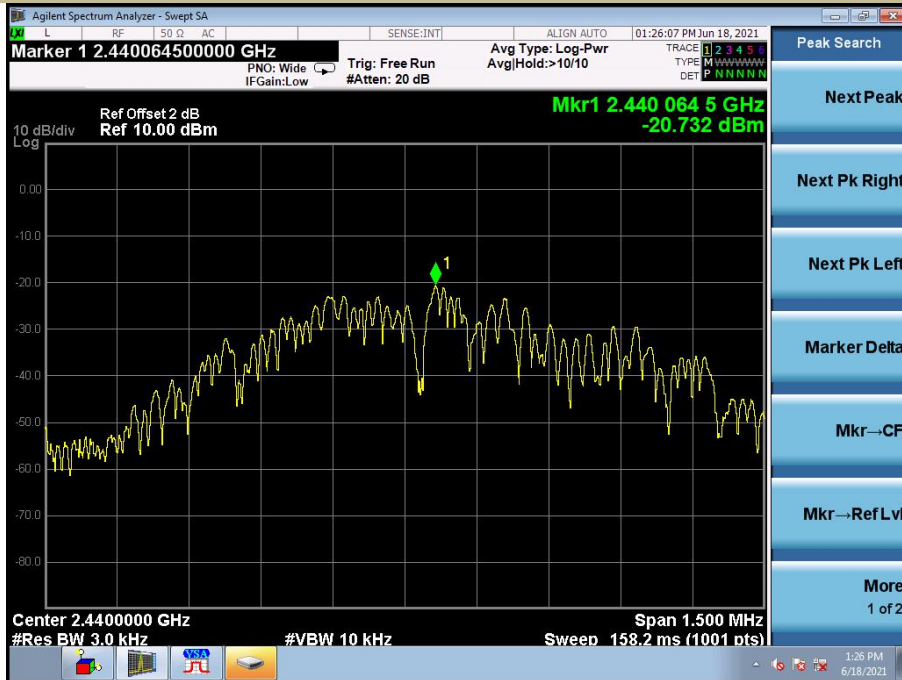 Agilent Spectrum Analyzer - Swept SA
LXI L RF 50 Ω AC SENSE:INT ALIGN AUTO 01:26:07 PM Jun 18, 2021
Marker 1 2.440064500000 GHz
PNO: Wide
IFGain:Low
Trig: Free Run
#Atten: 20 dB
Avg Type: Log-Pwr
Avg|Hold:>10/10
TRACE 1 2 3 4 5 6
TYPE M WWWWW
DET P N N N N N
Ref Offset 2 dB
10 dB/div Ref 10.00 dBm
Log
Mkr1 2.440 064 5 GHz
-20.732 dBm
0.00
-10.0
-20.0
-30.0
-40.0
-50.0
-60.0
-70.0
-80.0
1
Center 2.4400000 GHz Span 1.500 MHz
#Res BW 3.0 kHz #VBW 10 kHz Sweep 158.2 ms (1001 pts)
Peak Search
Next Peak
Next Pk Right
Next Pk Left
Marker Delta
Mkr→CF
Mkr→Ref Lvl
More
1 of 2
VSA
1:26 PM
6/18/2021